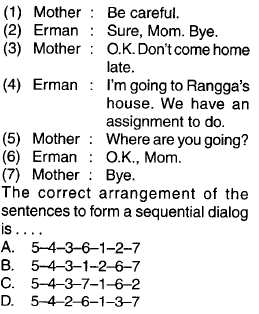 (1) Mother : Be careful.
(2) Erman : Sure, Mom. Bye.
(3) Mother : O.K. Don't come home
late.
(4) Erman : I'm going to Rangga's
house. We have an
assignment to do.
(5) Mother : Where are you going?
(6) Erman : O.K., Mom.
(7) Mother : Bye.
The correct arrangement of the
sentences to form a sequential dialog
is . . . .
A. 5–4–3–6–1–2–7
B. 5–4–3–1–2–6–7
C. 5–4–3–7–1–6–2
D. 5–4–2–6–1–3–7